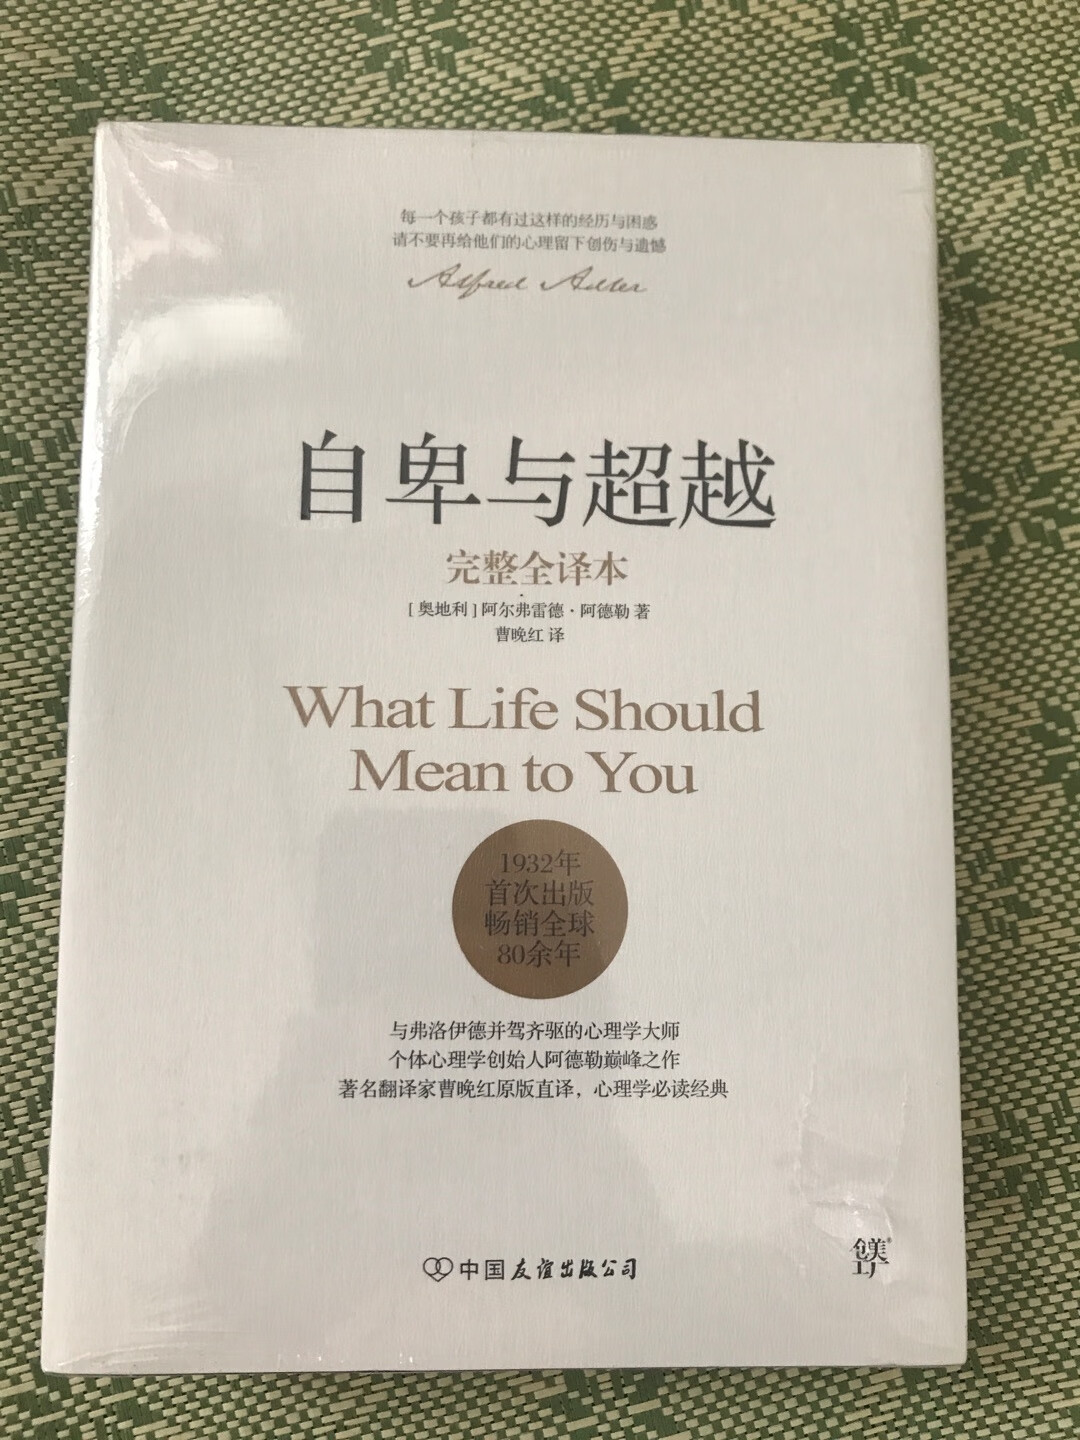 每一个孩子都有过这样的经历与困惑
请不要再给他们的心理留下创伤与遗憾
Alfred Adler
自卑与超越
完整全译本
[奥地利]阿尔弗雷德·阿德勒 著
曹晚红 译
What Life Should
Mean to You
1932年
首次出版
畅销全球
80余年
与弗洛伊德并驾齐驱的心理学大师
个体心理学创始人阿德勒巅峰之作
著名翻译家曹晚红原版直译，心理学必读经典
中国友谊出版公司
创美工厂®